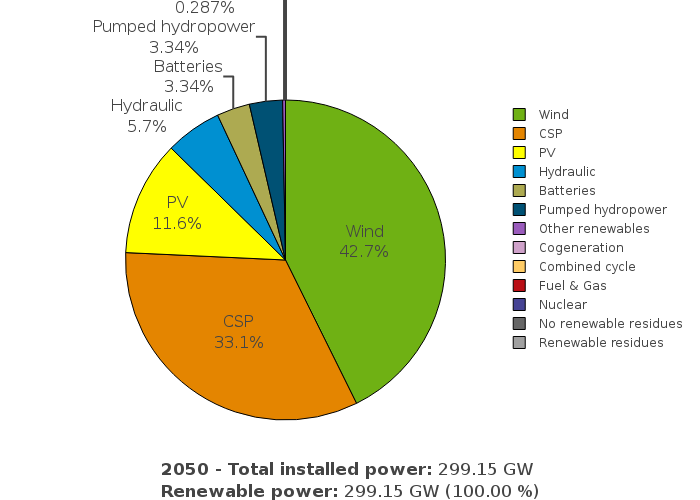 0.287%
Pumped hydropower
3.34%
Batteries
3.34%
Hydraulic
5.7%
PV
11.6%
Wind
42.7%
CSP
33.1%
Wind
CSP
PV
Hydraulic
Batteries
Pumped hydropower
Other renewables
Cogeneration
Combined cycle
Fuel & Gas
Nuclear
No renewable residues
Renewable residues
2050 - Total installed power: 299.15 GW
Renewable power: 299.15 GW (100.00 %)